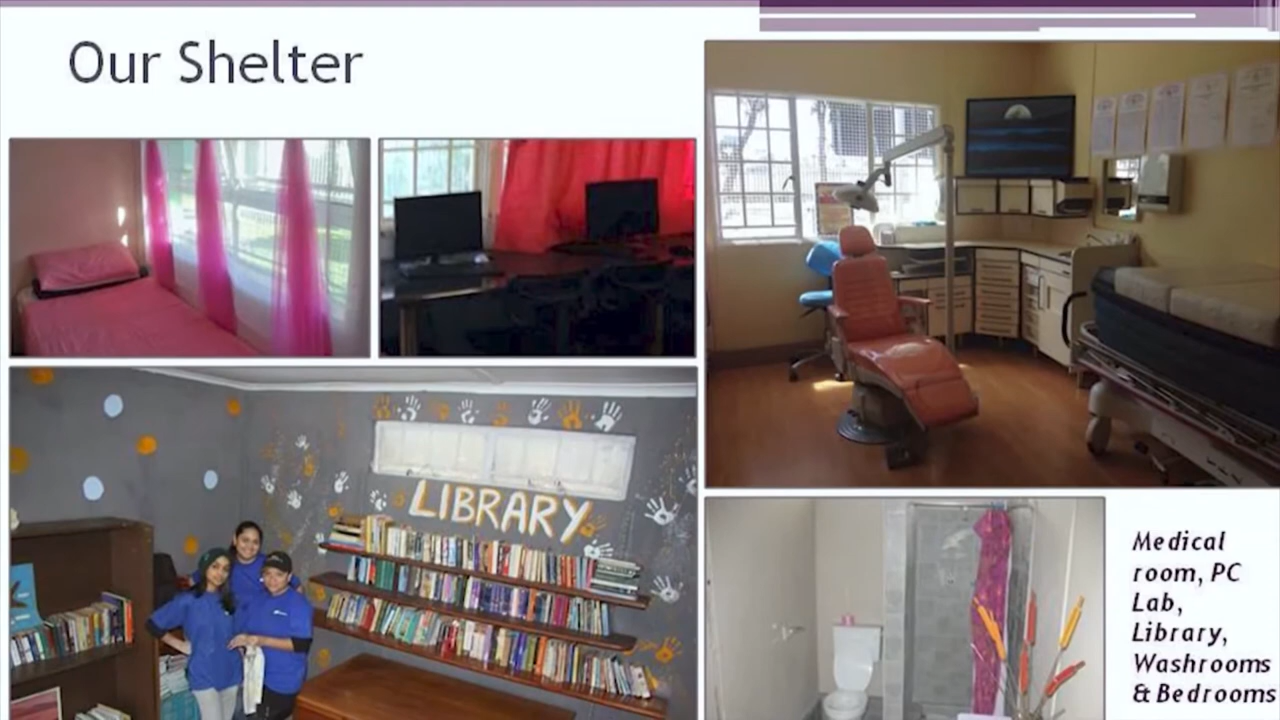 Our Shelter
LIBRARY
Medical
room, PC
Lab,
Library,
Washrooms
& Bedrooms